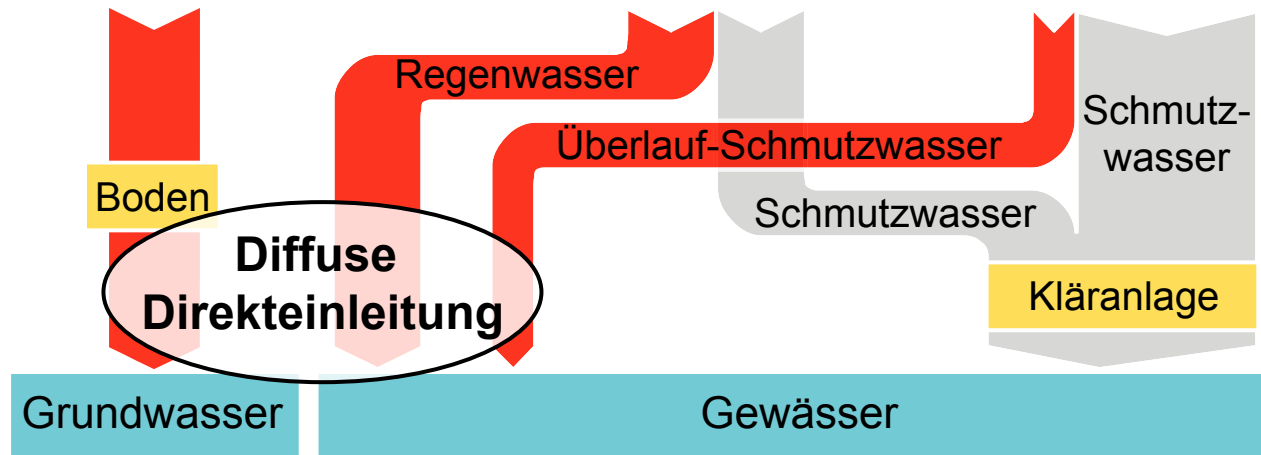 Regenwasser
Überlauf-Schmutzwasser
Schmutz-
wasser
Boden
Schmutzwasser
Diffuse
Direkteinleitung
Kläranlage
Grundwasser
Gewässer